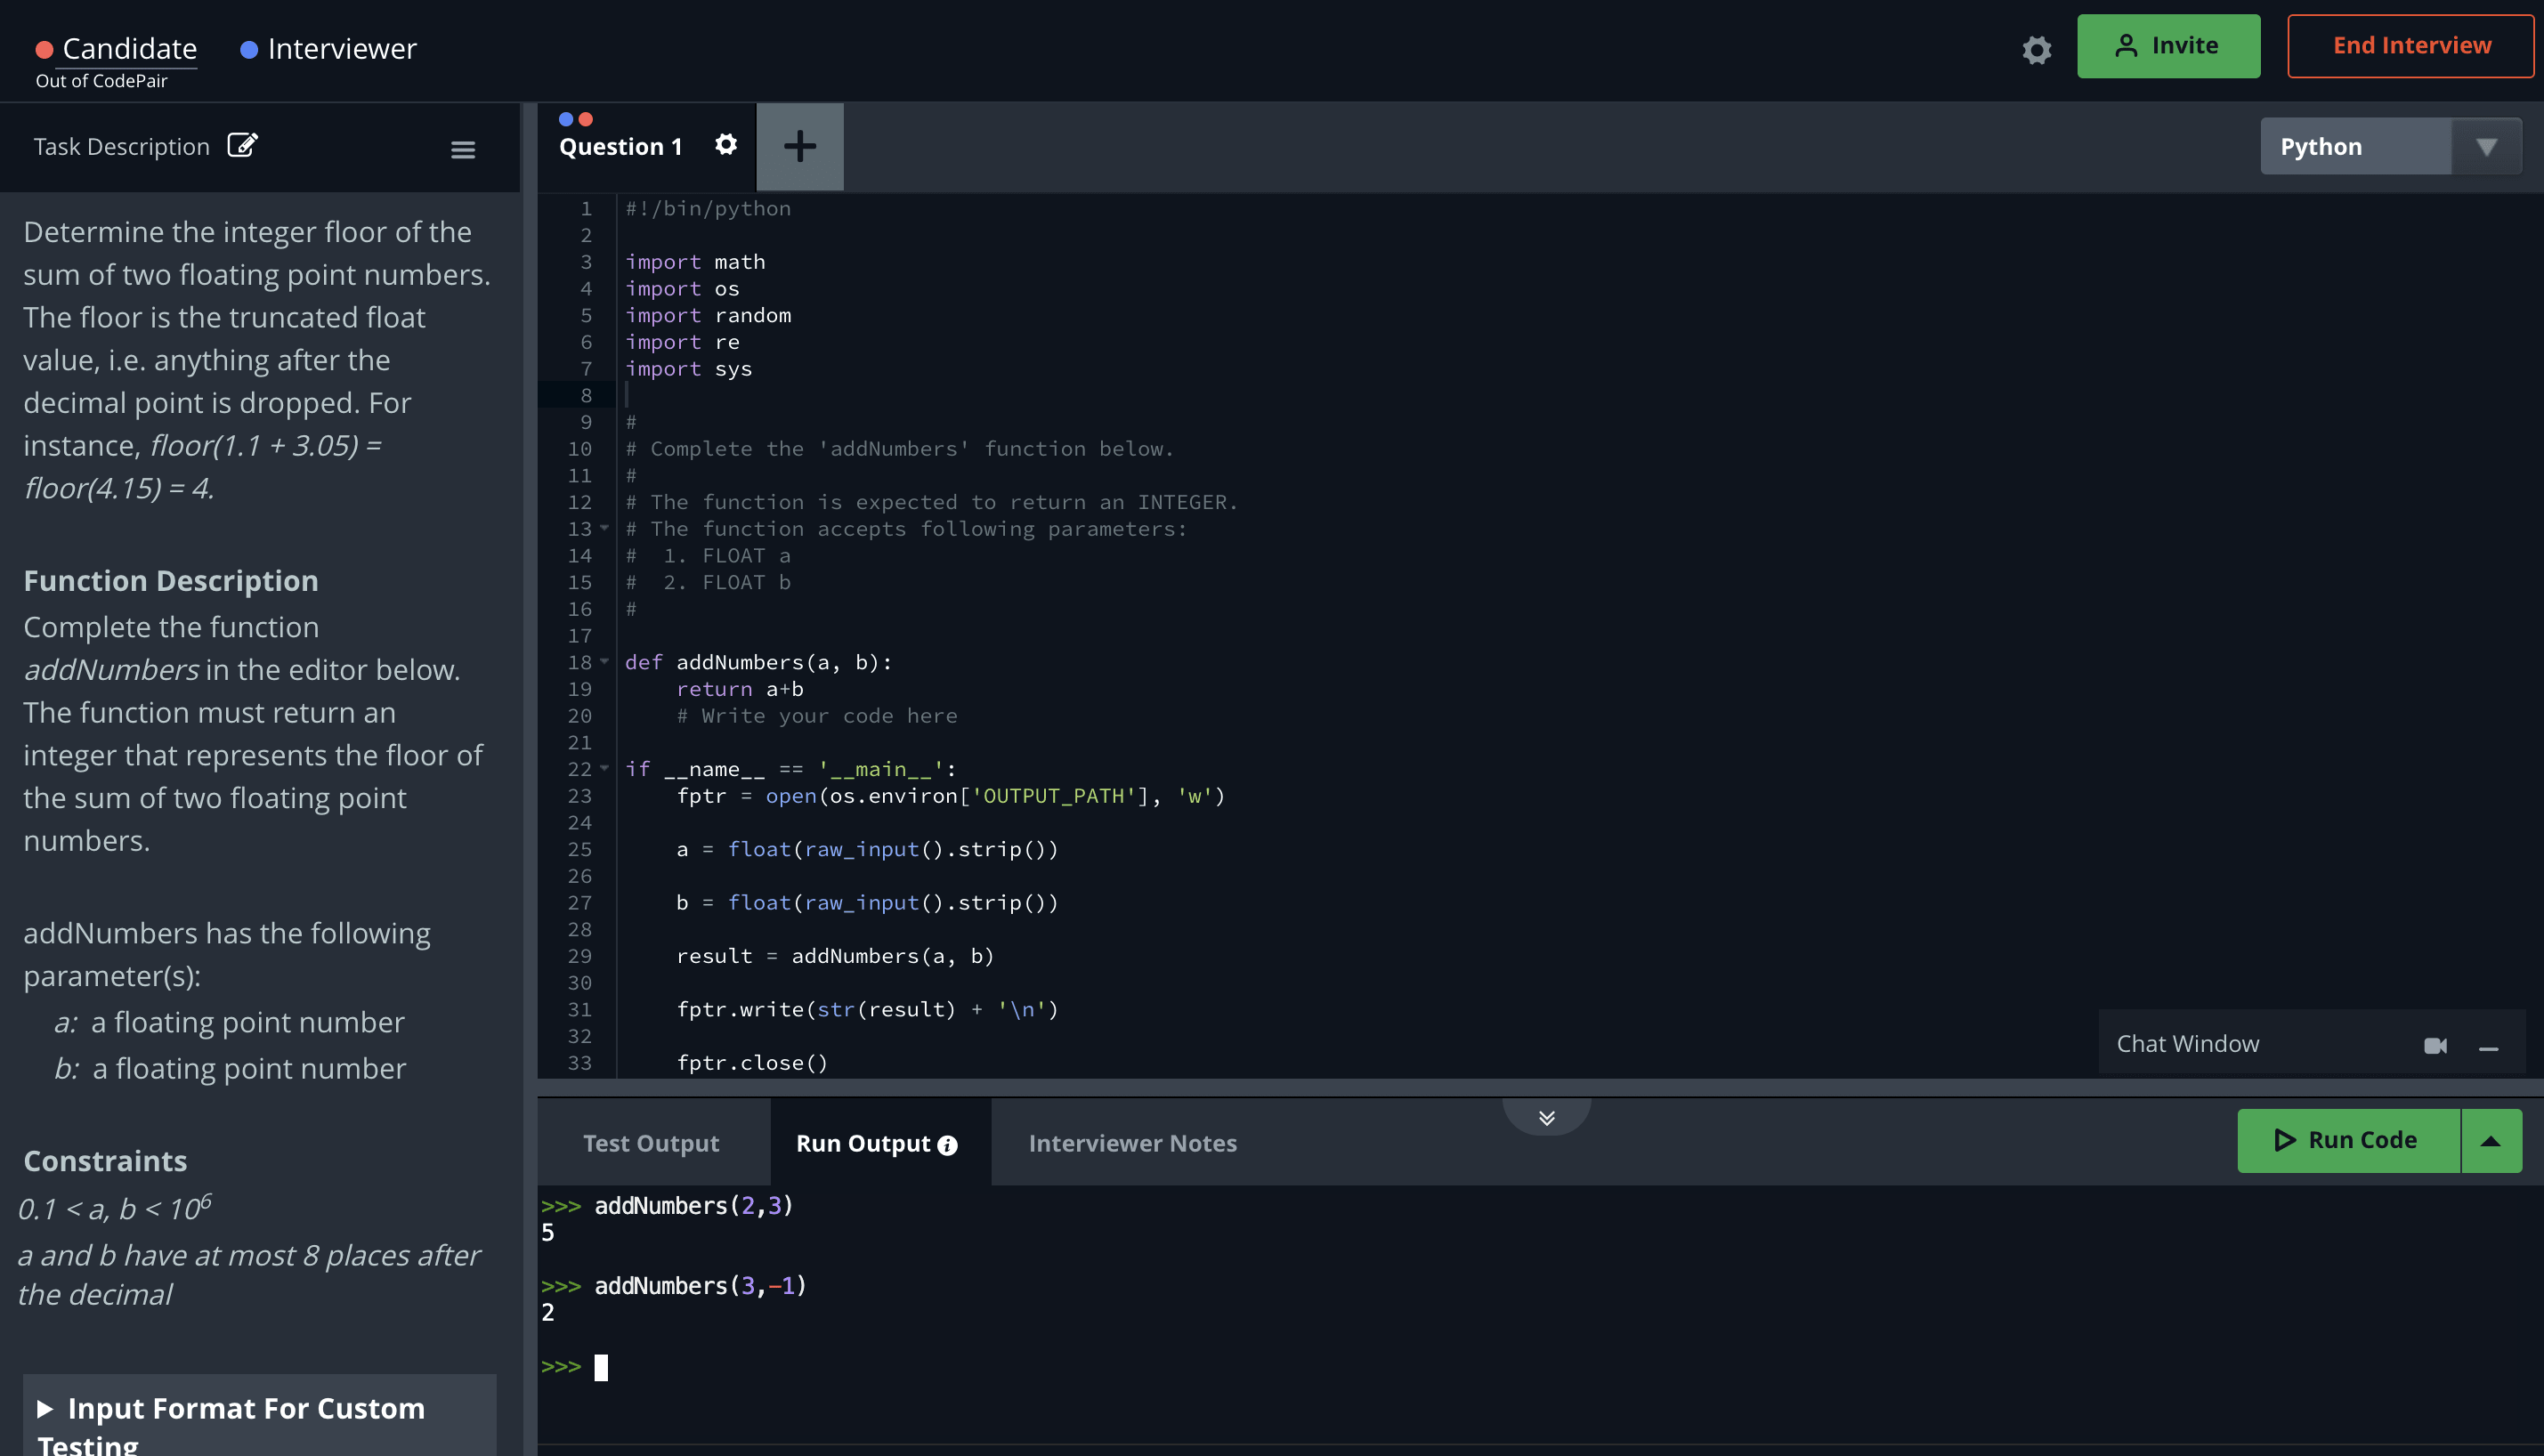 Candidate
Interviewer
Out of CodePair
Invite
End Interview
Task Description
Determine the integer floor of the
sum of two floating point numbers.
The floor is the truncated float
value, i.e. anything after the
decimal point is dropped. For
instance, floor(1.1 + 3.05) =
floor(4.15) = 4.
Function Description
Complete the function
addNumbers in the editor below.
The function must return an
integer that represents the floor of
the sum of two floating point
numbers.
addNumbers has the following
parameter(s):
a: a floating point number
b: a floating point number
Constraints
0.1 < a, b < 10⁶
a and b have at most 8 places after
the decimal
Input Format For Custom
Testing
Question 1
Python
1 #!/bin/python
2
3 import math
4 import os
5 import random
6 import re
7 import sys
8
9 #
10 # Complete the 'addNumbers' function below.
11 #
12 # The function is expected to return an INTEGER.
13 # The function accepts following parameters:
14 #  1. FLOAT a
15 #  2. FLOAT b
16 #
17
18 def addNumbers(a, b):
19     return a+b
20     # Write your code here
21
22 if __name__ == '__main__':
23     fptr = open(os.environ['OUTPUT_PATH'], 'w')
24
25     a = float(raw_input().strip())
26
27     b = float(raw_input().strip())
28
29     result = addNumbers(a, b)
30
31     fptr.write(str(result) + '\n')
32
33     fptr.close()
Chat Window
Test Output
Run Output
Interviewer Notes
Run Code
>>> addNumbers(2,3)
5
>>> addNumbers(3,-1)
2
>>>